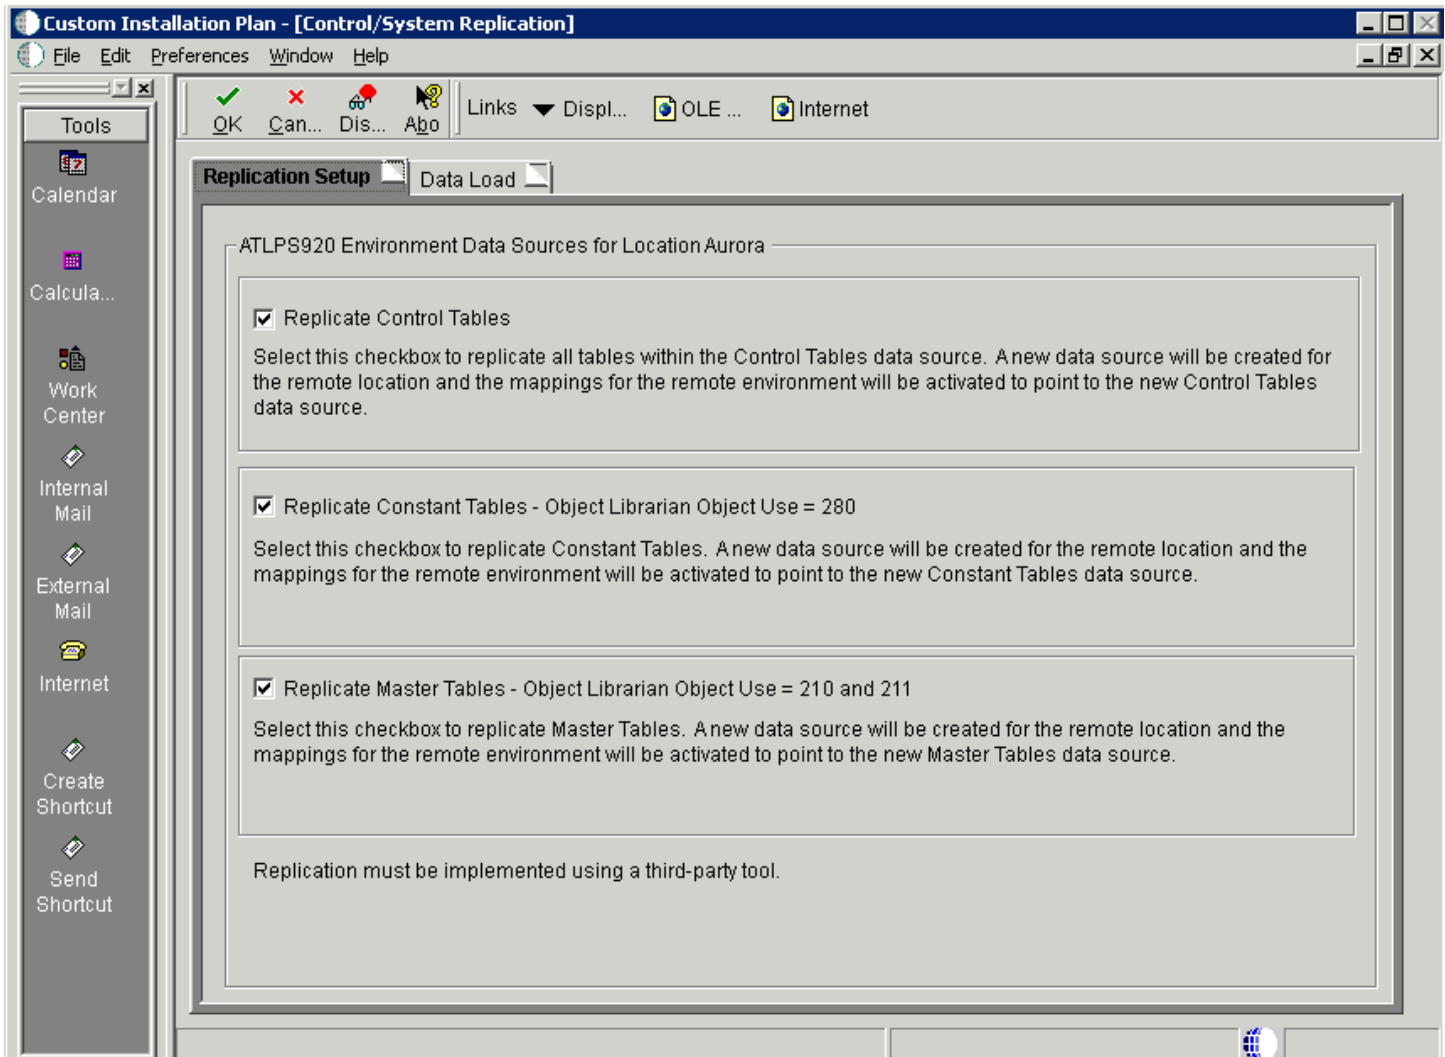 Custom Installation Plan - [Control/System Replication]
File Edit Preferences Window Help
Tools
Calendar
Calcula...
Work
Center
Internal
Mail
External
Mail
Internet
Create
Shortcut
Send
Shortcut
OK Can... Dis... Abo Links Displ... OLE ... Internet
Replication Setup Data Load
ATLPS920 Environment Data Sources for Location Aurora
Replicate Control Tables
Select this checkbox to replicate all tables within the Control Tables data source. A new data source will be created for
the remote location and the mappings for the remote environment will be activated to point to the new Control Tables
data source.
Replicate Constant Tables - Object Librarian Object Use = 280
Select this checkbox to replicate Constant Tables. A new data source will be created for the remote location and the
mappings for the remote environment will be activated to point to the new Constant Tables data source.
Replicate Master Tables - Object Librarian Object Use = 210 and 211
Select this checkbox to replicate Master Tables. A new data source will be created for the remote location and the
mappings for the remote environment will be activated to point to the new Master Tables data source.
Replication must be implemented using a third-party tool.